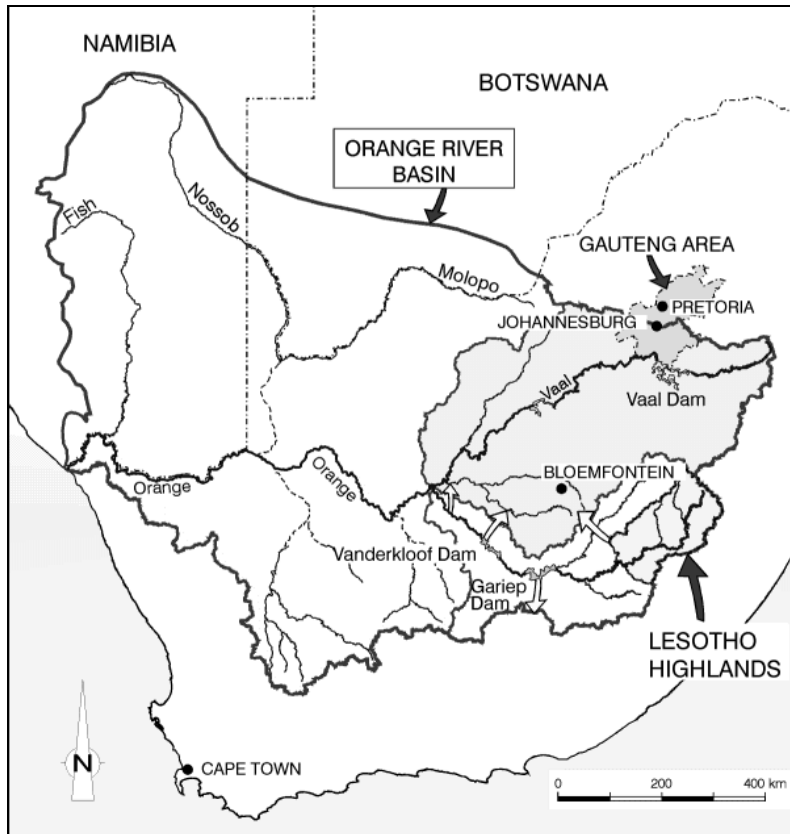 NAMIBIA
BOTSWANA
ORANGE RIVER
BASIN
Fish
Nossob
GAUTENG AREA
Molopo
PRETORIA
JOHANNESBURG
Vaal
Vaal Dam
BLOEMFONTEIN
Orange
Orange
Vanderkloof Dam
Gariep
Dam
LESOTHO
HIGHLANDS
N
CAPE TOWN
0 200 400 km